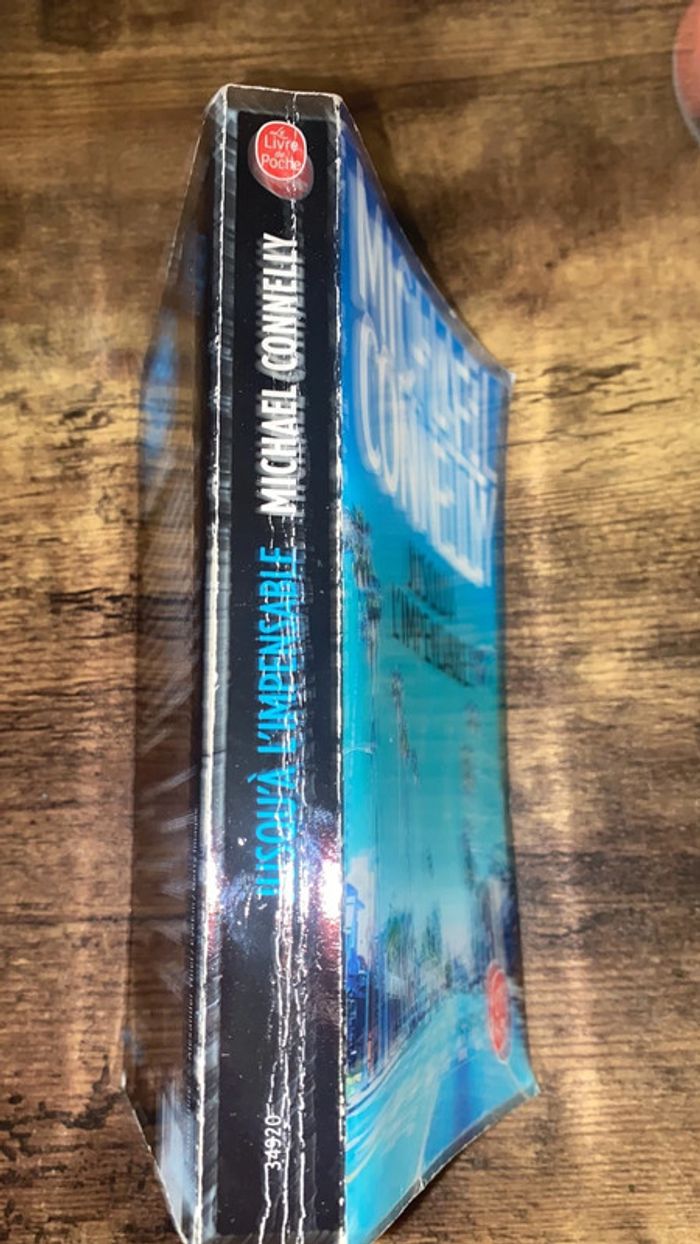 Le
Livre
de
Poche
JUSQU'À L'IMPENSABLE MICHAEL CONNELLY
34920
MICHAEL
CONNELLY